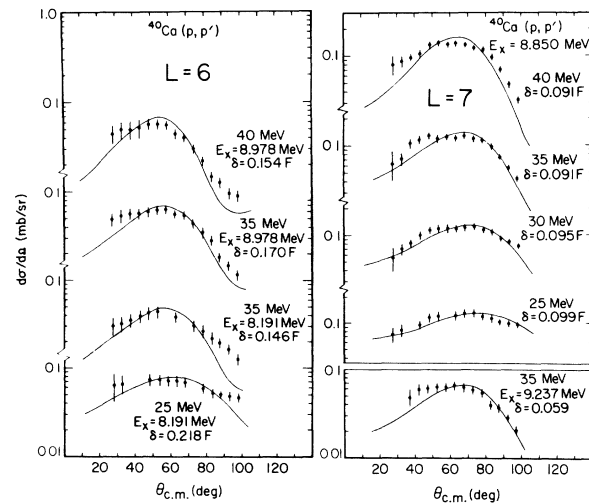 ⁴⁰Ca (p, p′)
L = 6
1.0
0.1
40 MeV
Eₓ = 8.978 MeV
δ = 0.154 F
0.1
35 MeV
Eₓ = 8.978 MeV
δ = 0.170 F
0.1
35 MeV
Eₓ = 8.191 MeV
δ = 0.146 F
0.1
25 MeV
Eₓ = 8.191 MeV
δ = 0.218 F
0.01
dσ/dΩ (mb/sr)
20 40 60 80 100 120
θc.m. (deg)
⁴⁰Ca (p, p′)
Eₓ = 8.850 MeV
L = 7
0.1
40 MeV
δ = 0.091 F
0.1
35 MeV
δ = 0.091 F
0.1
30 MeV
δ = 0.095 F
0.1
25 MeV
δ = 0.099 F
0.1
35 MeV
Eₓ = 9.237 MeV
δ = 0.059
0.01
20 40 60 80 100 120
θc.m. (deg)